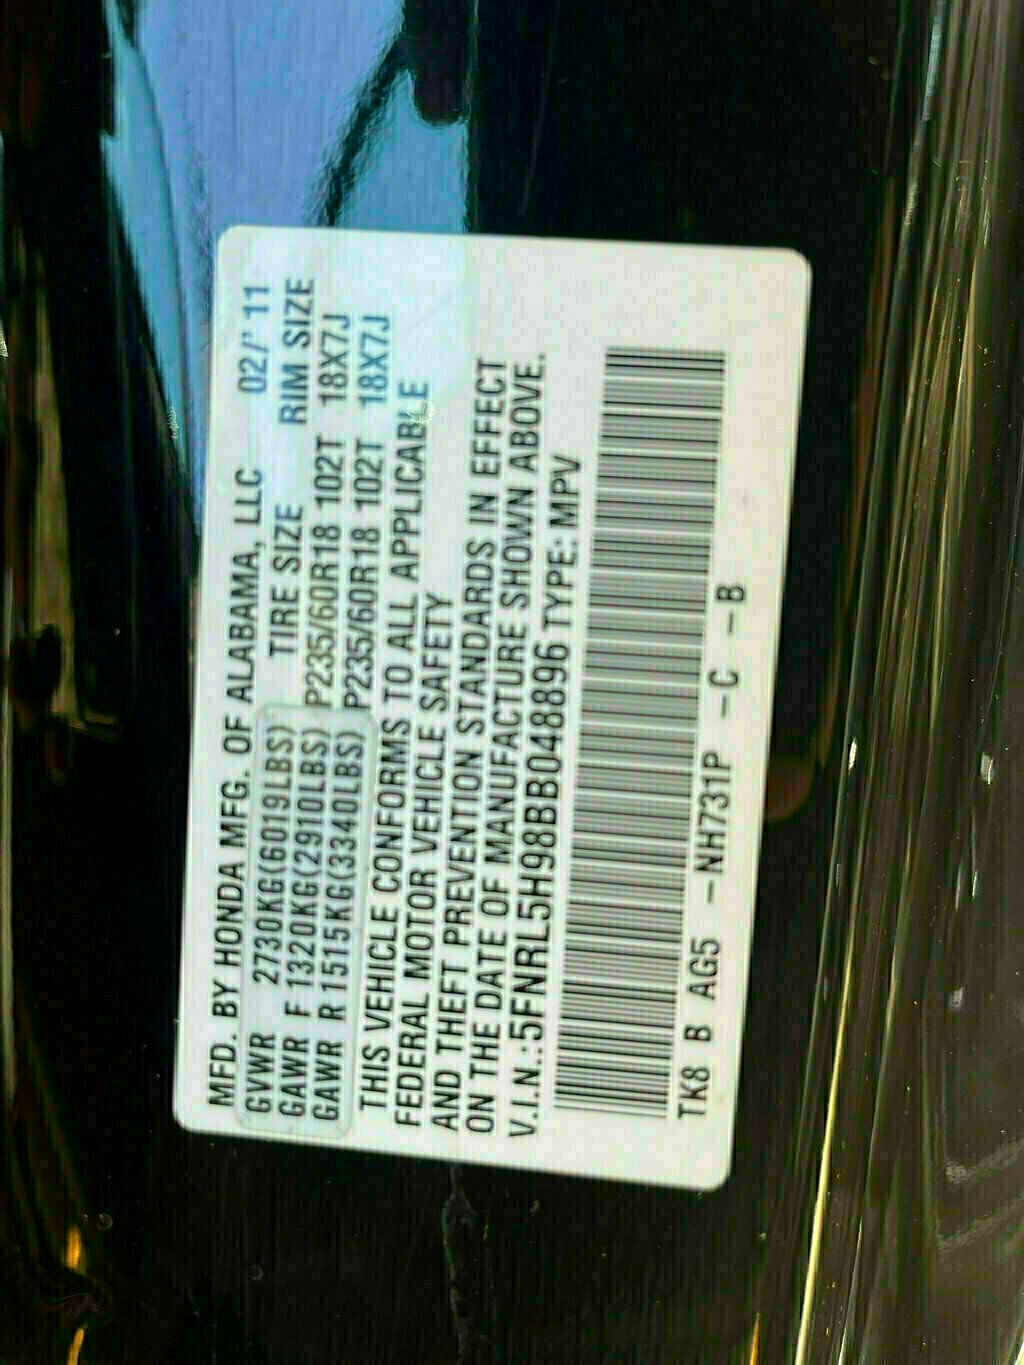 MFD. BY HONDA MFG. OF ALABAMA, LLC 02/'11
GVWR 2730KG(6019LBS) TIRE SIZE RIM SIZE
GAWR F 1320KG(2910LBS) P235/60R18 102T 18X7J
GAWR R 1515KG(3340LBS) P235/60R18 102T 18X7J
THIS VEHICLE CONFORMS TO ALL APPLICABLE
FEDERAL MOTOR VEHICLE SAFETY
AND THEFT PREVENTION STANDARDS IN EFFECT
ON THE DATE OF MANUFACTURE SHOWN ABOVE.
V.I.N.:5FNRL5H98BB048896 TYPE: MPV
TK8 B AG5 -NH731P -C -B